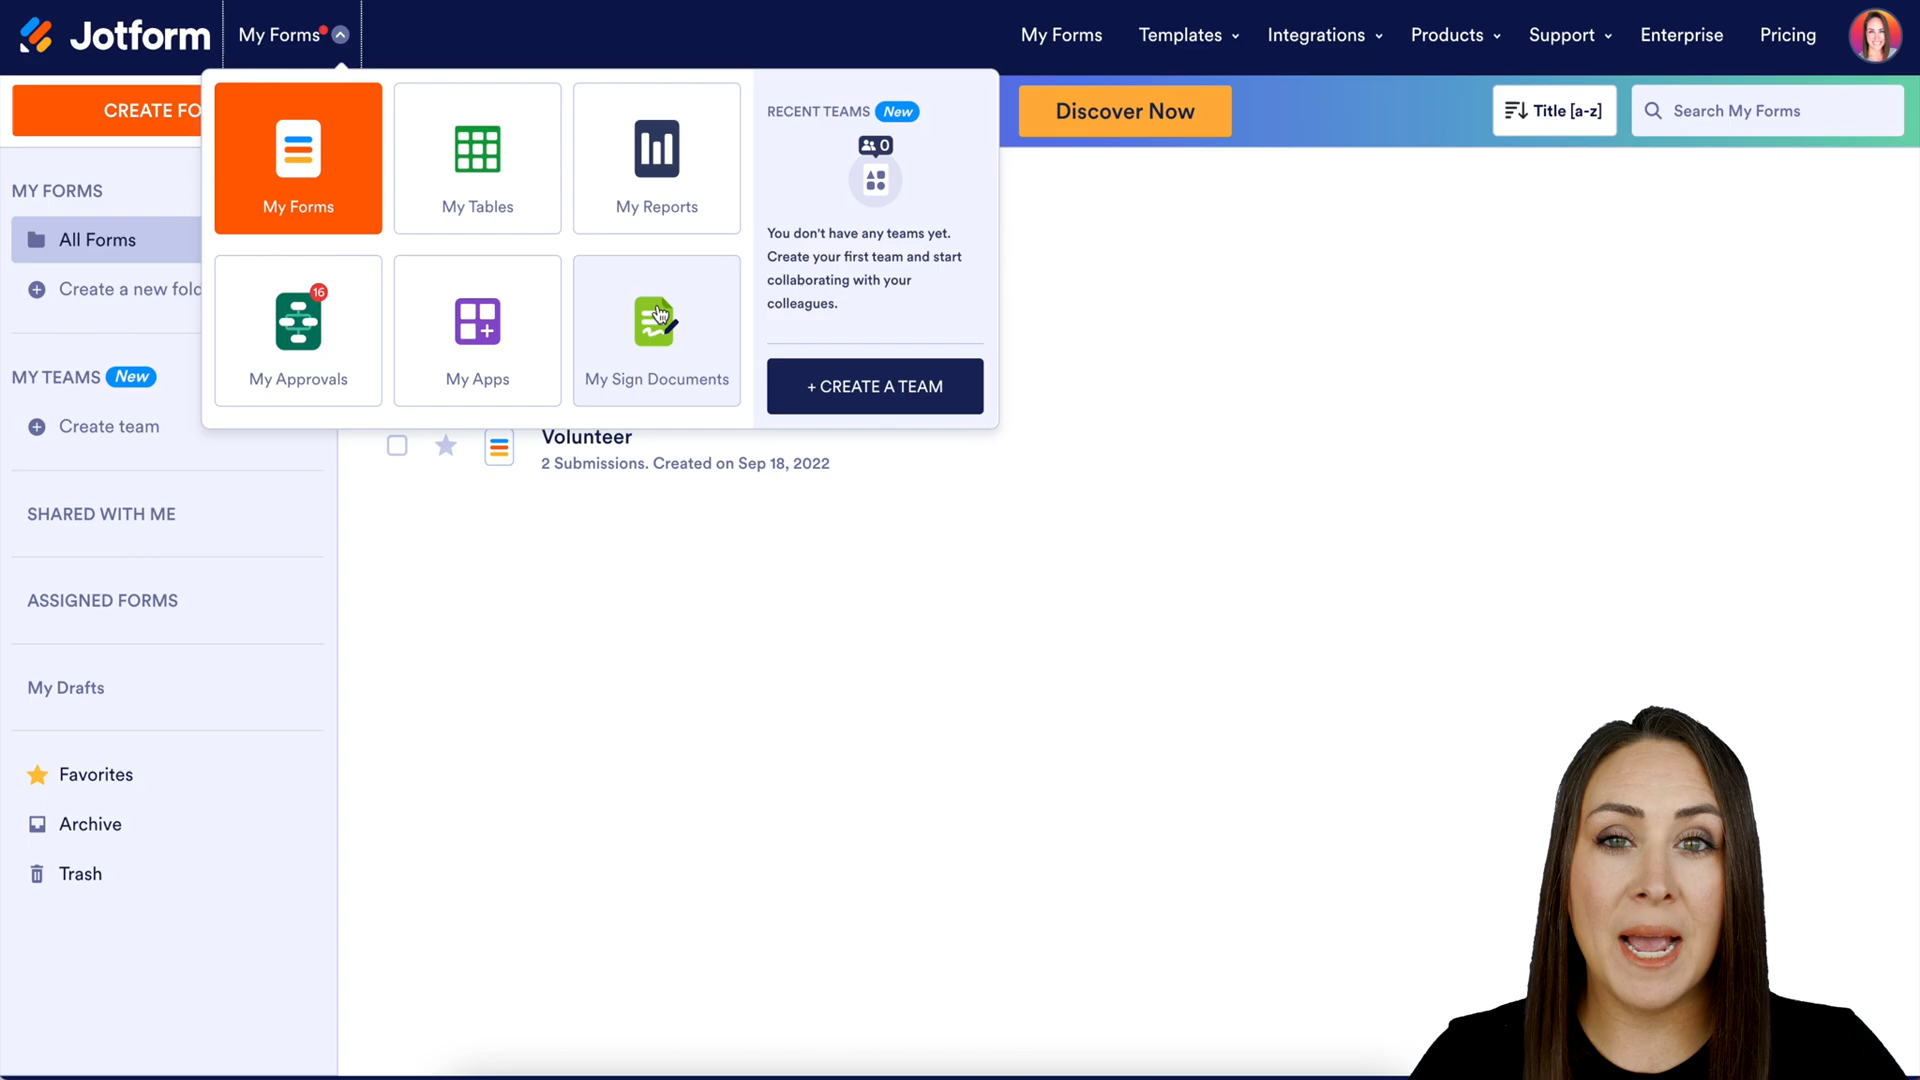 Jotform
My Forms
My Forms
Templates
Integrations
Products
Support
Enterprise
Pricing
CREATE FO
Discover Now
Title [a-z]
Search My Forms
MY FORMS
All Forms
Create a new fold
MY TEAMS New
Create team
SHARED WITH ME
ASSIGNED FORMS
My Drafts
Favorites
Archive
Trash
My Forms
My Tables
My Reports
16
My Approvals
My Apps
My Sign Documents
RECENT TEAMS New
0
You don't have any teams yet.
Create your first team and start
collaborating with your
colleagues.
+ CREATE A TEAM
Volunteer
2 Submissions. Created on Sep 18, 2022